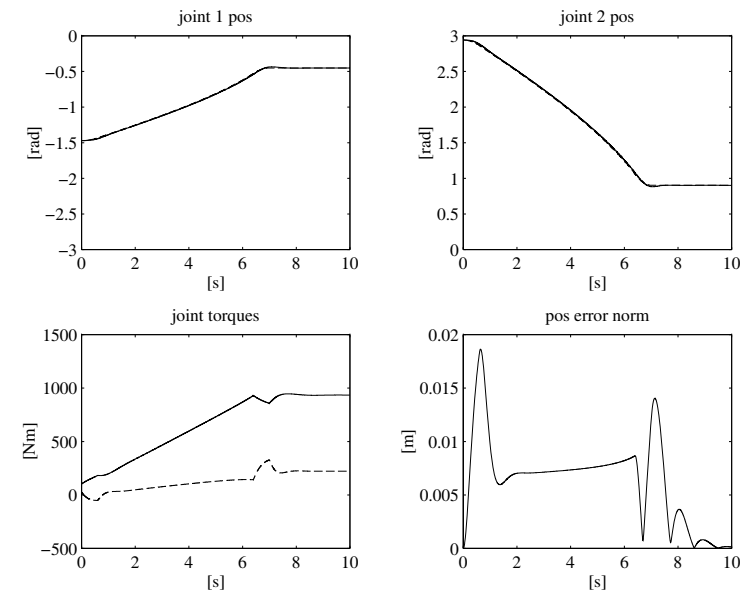 joint 1 pos
0
−0.5
−1
−1.5
−2
−2.5
−3
[rad]
0 2 4 6 8 10
[s]
joint 2 pos
3
2.5
2
1.5
1
0.5
0
[rad]
0 2 4 6 8 10
[s]
joint torques
1500
1000
500
0
−500
[Nm]
0 2 4 6 8 10
[s]
pos error norm
0.02
0.015
0.01
0.005
0
[m]
0 2 4 6 8 10
[s]